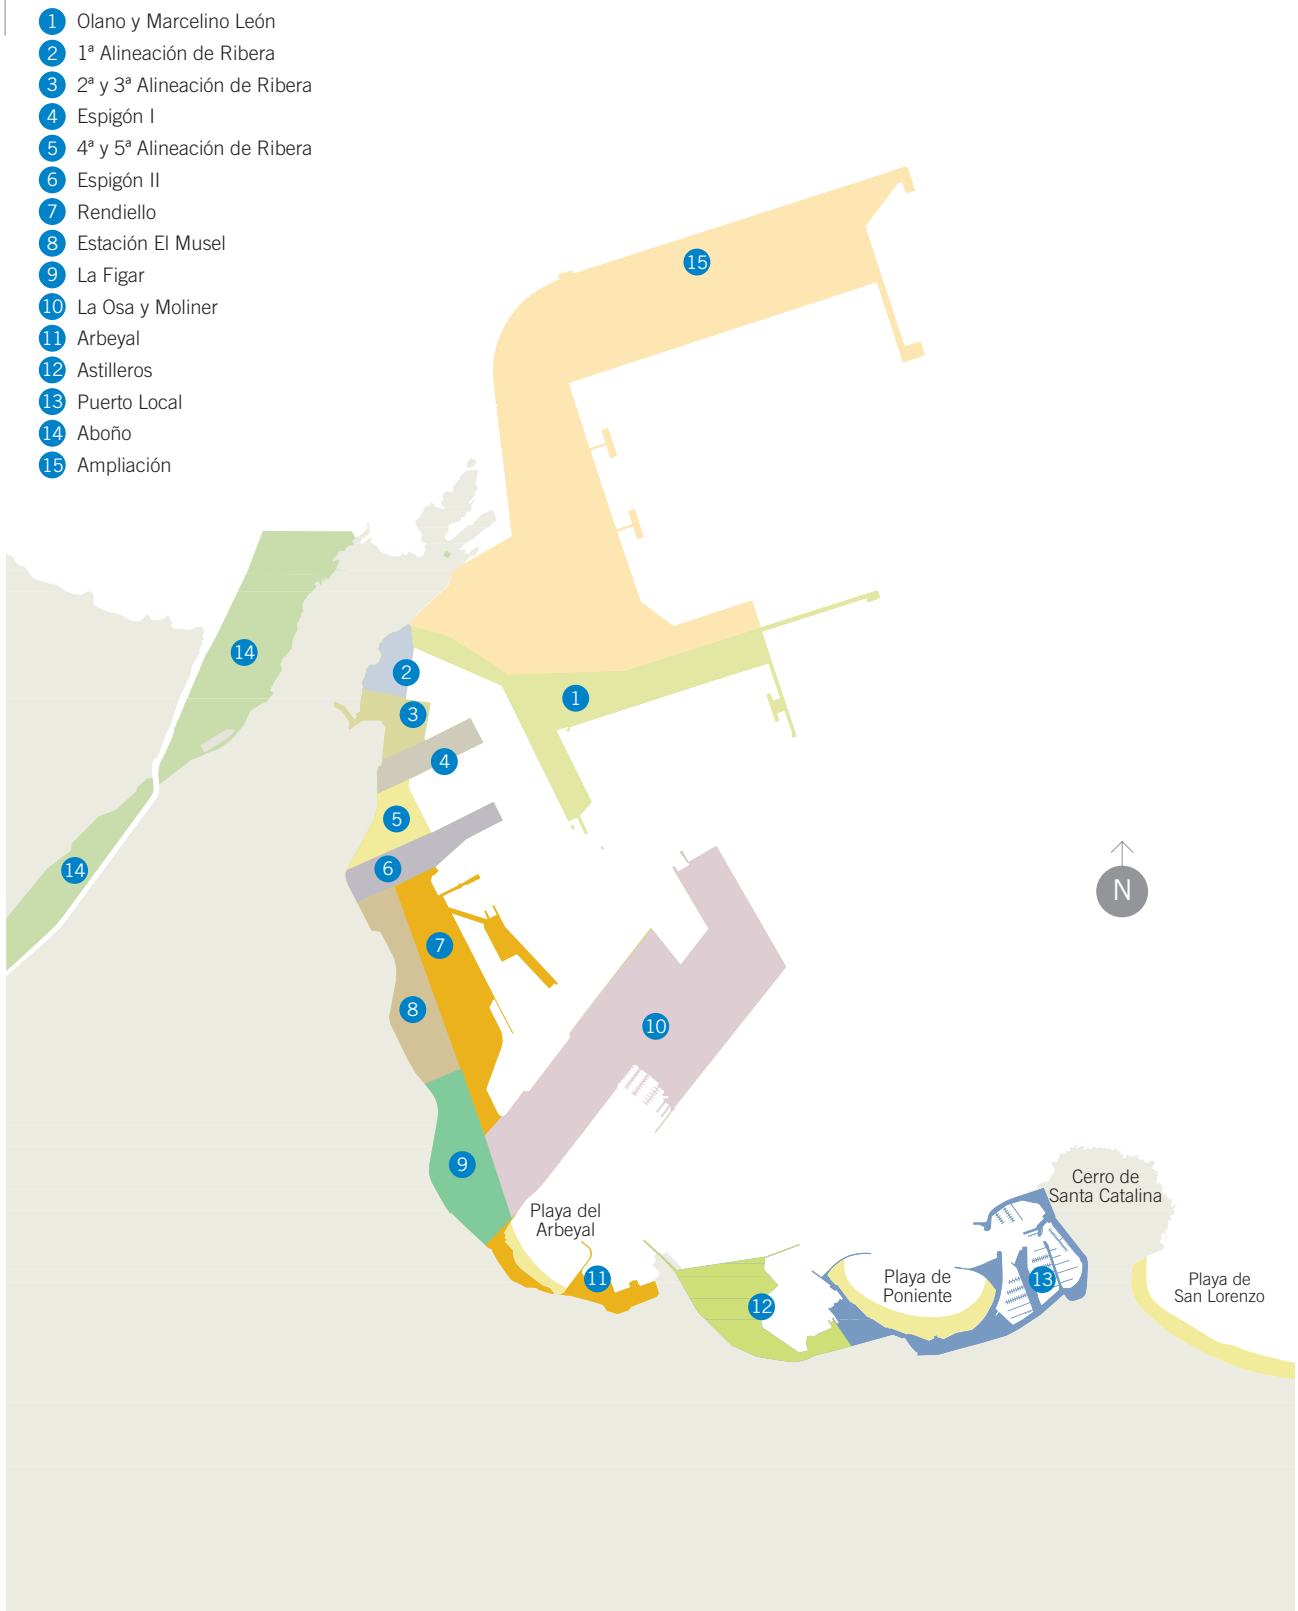 1 Olano y Marcelino León
2 1ª Alineación de Ribera
3 2ª y 3ª Alineación de Ribera
4 Espigón I
5 4ª y 5ª Alineación de Ribera
6 Espigón II
7 Rendiello
8 Estación El Musel
9 La Figar
10 La Osa y Moliner
11 Arbeyal
12 Astilleros
13 Puerto Local
14 Aboño
15 Ampliación
15
14
2
1
3
4
5
6
14
N
7
8
10
9
Cerro de
Santa Catalina
Playa del
Arbeyal
11
12
Playa de
Poniente
13
Playa de
San Lorenzo